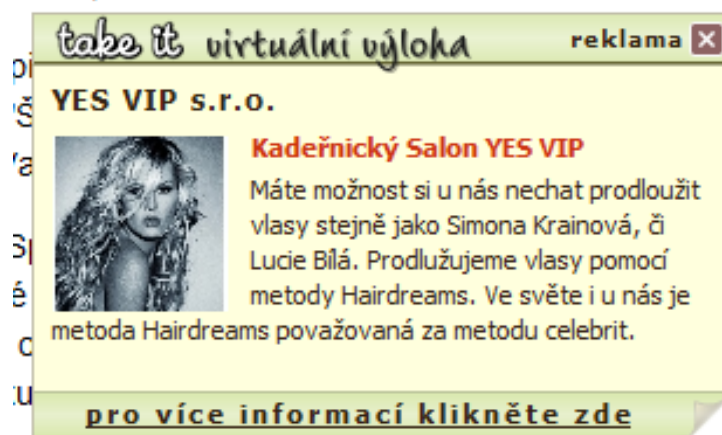 take it virtuální výloha reklama
YES VIP s.r.o.
Kadeřnický Salon YES VIP
Máte možnost si u nás nechat prodloužit
vlasy stejně jako Simona Krainová, či
Lucie Bílá. Prodlužujeme vlasy pomocí
metody Hairdreams. Ve světe i u nás je
metoda Hairdreams považovaná za metodu celebrit.
pro více informací klikněte zde